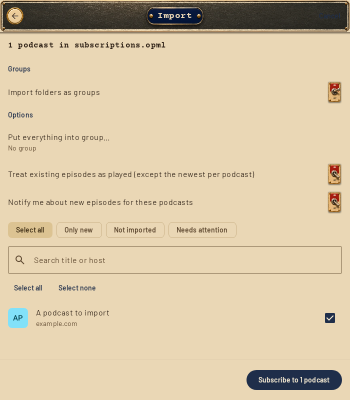 Import
1 podcast in subscriptions.opml
Groups
Import folders as groups
Options
Put everything into group...
No group
Treat existing episodes as played (except the newest per podcast)
Notify me about new episodes for these podcasts
Select all Only new Not imported Needs attention
Search title or host
Select all Select none
AP A podcast to import
example.com
Subscribe to 1 podcast